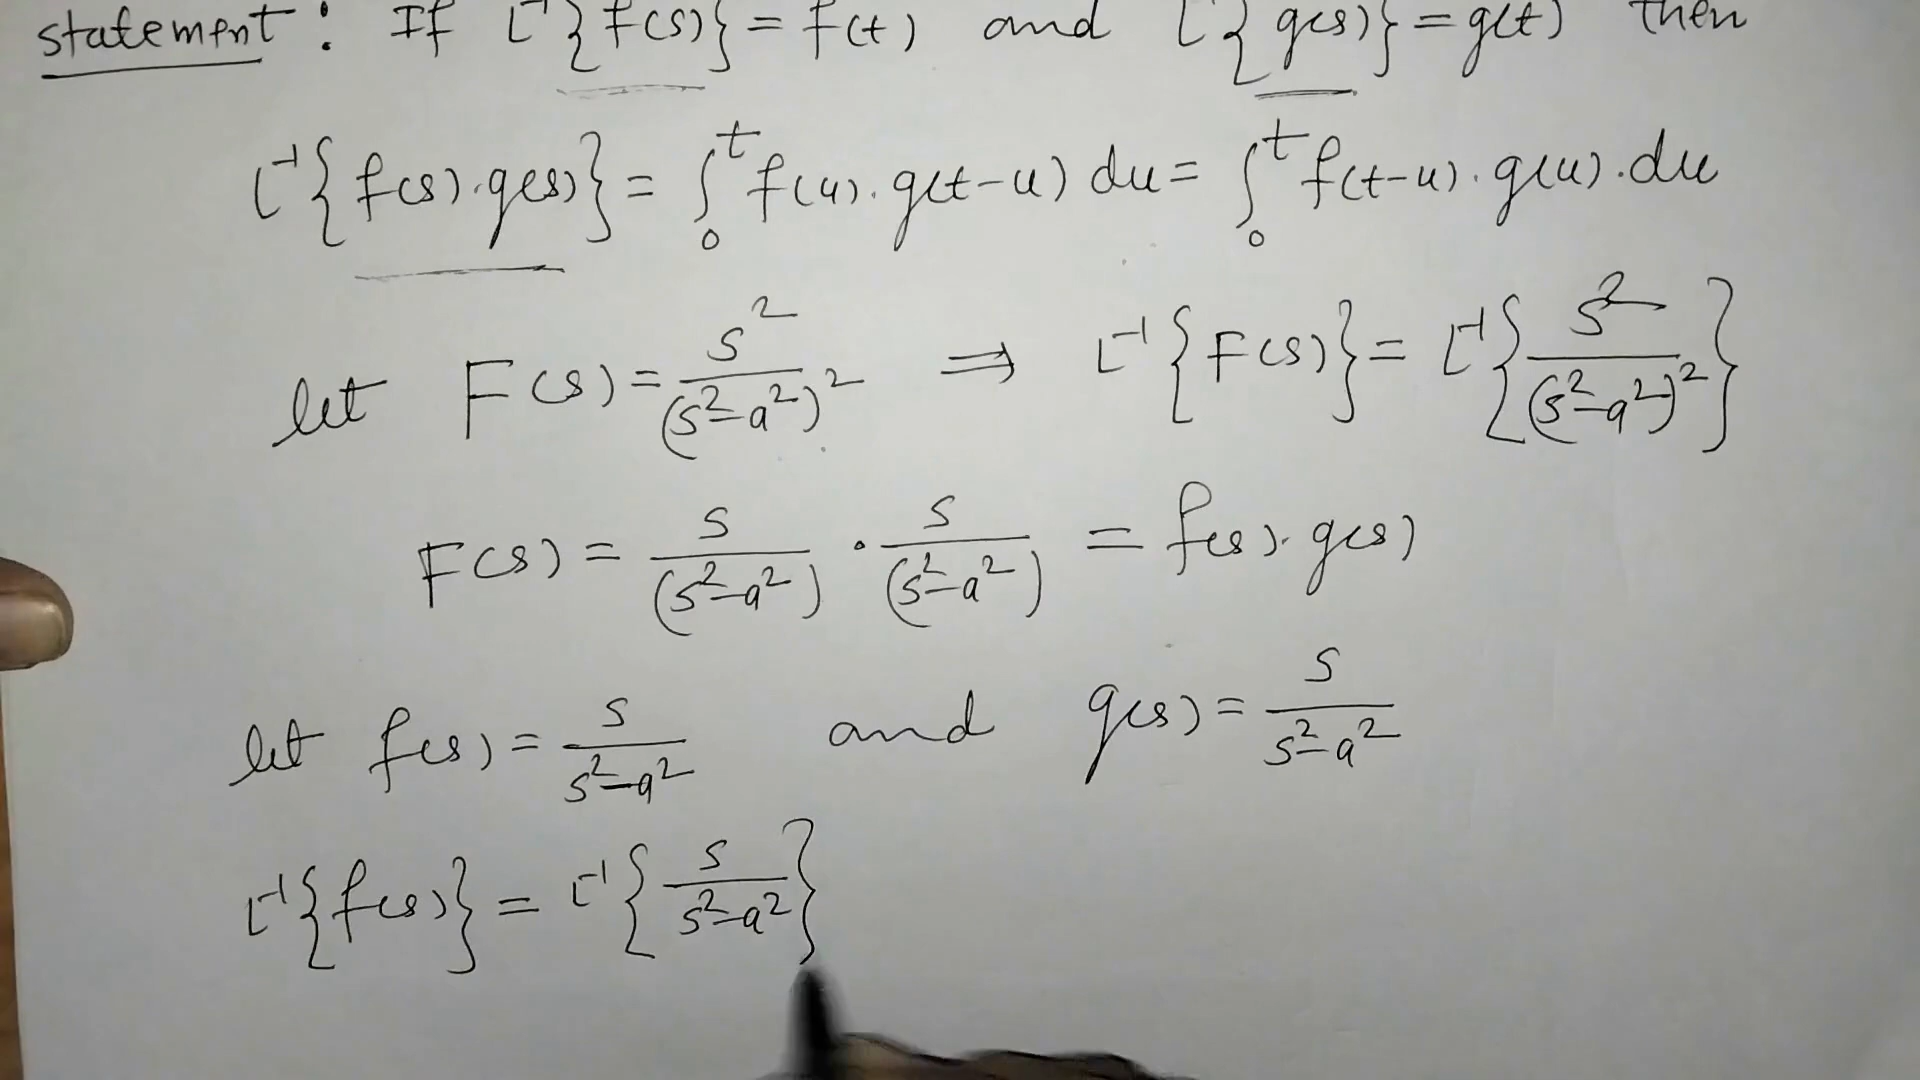 statement: If L⁻¹{f(s)} = f(t) and L⁻¹{g(s)} = g(t) then
L⁻¹{f(s).g(s)} = ∫₀ᵗ f(u).g(t-u) du = ∫₀ᵗ f(t-u).g(u).du
let F(s) = s²/(s²-a²)² ⇒ L⁻¹{F(s)} = L⁻¹{s²/(s²-a²)²}
F(s) = s/(s²-a²) . s/(s²-a²) = f(s).g(s)
let f(s) = s/(s²-a²) and g(s) = s/(s²-a²)
L⁻¹{f(s)} = L⁻¹{s/(s²-a²)}